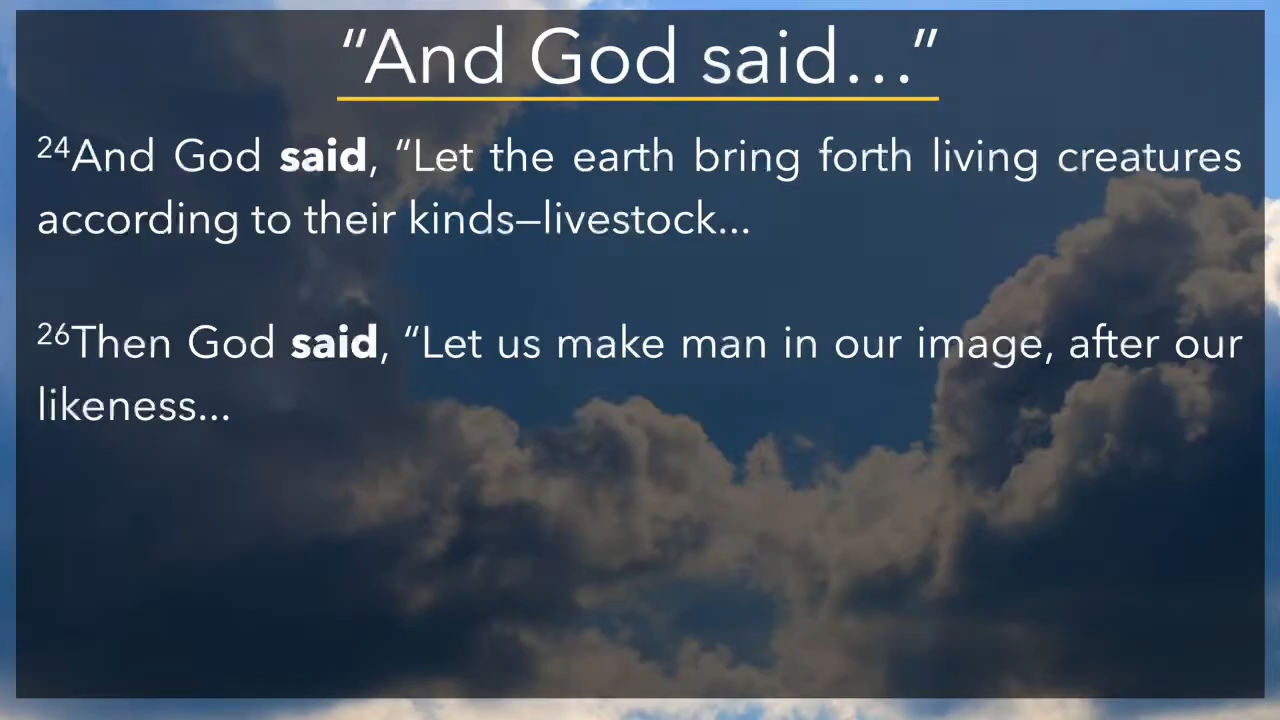 “And God said…”
24And God said, “Let the earth bring forth living creatures
according to their kinds—livestock...
26Then God said, “Let us make man in our image, after our
likeness...